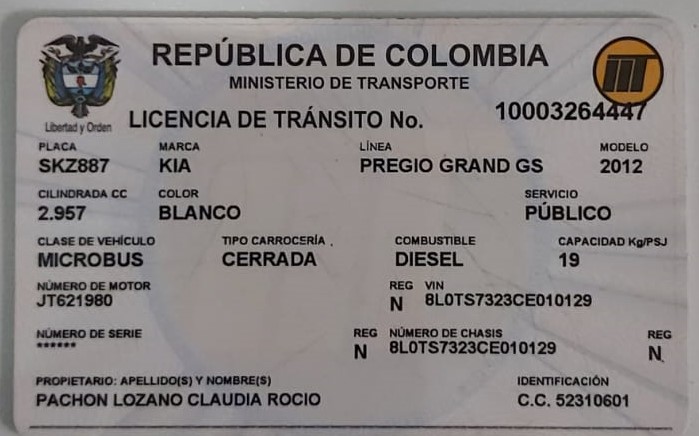 REPÚBLICA DE COLOMBIA
MINISTERIO DE TRANSPORTE
Libertad y Orden
LICENCIA DE TRÁNSITO No. 10003264447
PLACA MARCA LÍNEA MODELO
SKZ887 KIA PREGIO GRAND GS 2012
CILINDRADA CC COLOR SERVICIO
2.957 BLANCO PÚBLICO
CLASE DE VEHÍCULO TIPO CARROCERÍA COMBUSTIBLE CAPACIDAD Kg/PSJ
MICROBUS CERRADA DIESEL 19
NÚMERO DE MOTOR REG VIN
JT621980 N 8L0TS7323CE010129
NÚMERO DE SERIE REG NÚMERO DE CHASIS REG
****** N 8L0TS7323CE010129 N
PROPIETARIO: APELLIDO(S) Y NOMBRE(S) IDENTIFICACIÓN
PACHON LOZANO CLAUDIA ROCIO C.C. 52310601